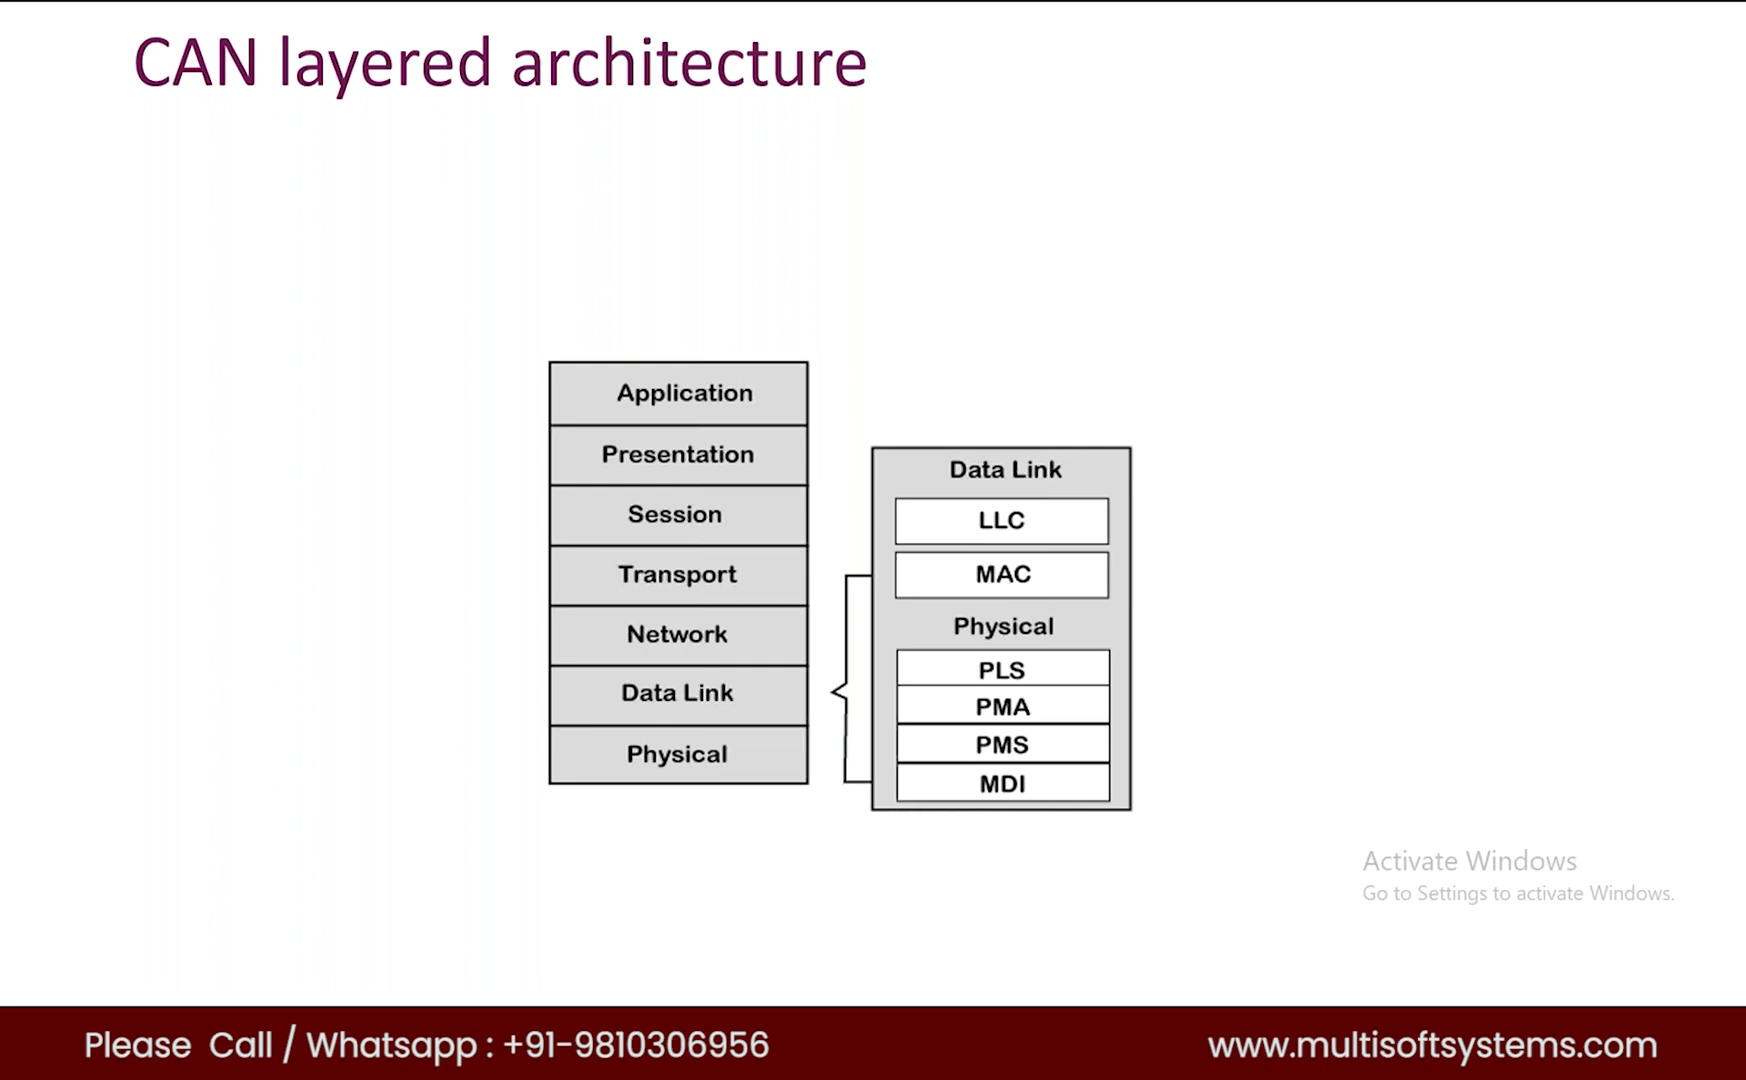 CAN layered architecture
Application
Presentation
Session
Transport
Network
Data Link
Physical
Data Link
LLC
MAC
Physical
PLS
PMA
PMS
MDI
Activate Windows
Go to Settings to activate Windows.
Please Call / Whatsapp : +91-9810306956
www.multisoftsystems.com